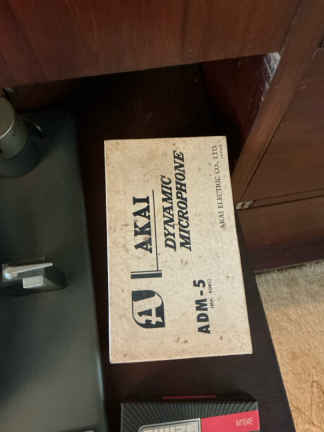 AKAI
DYNAMIC
MICROPHONE
ADM-5
AKAI ELECTRIC CO., LTD.